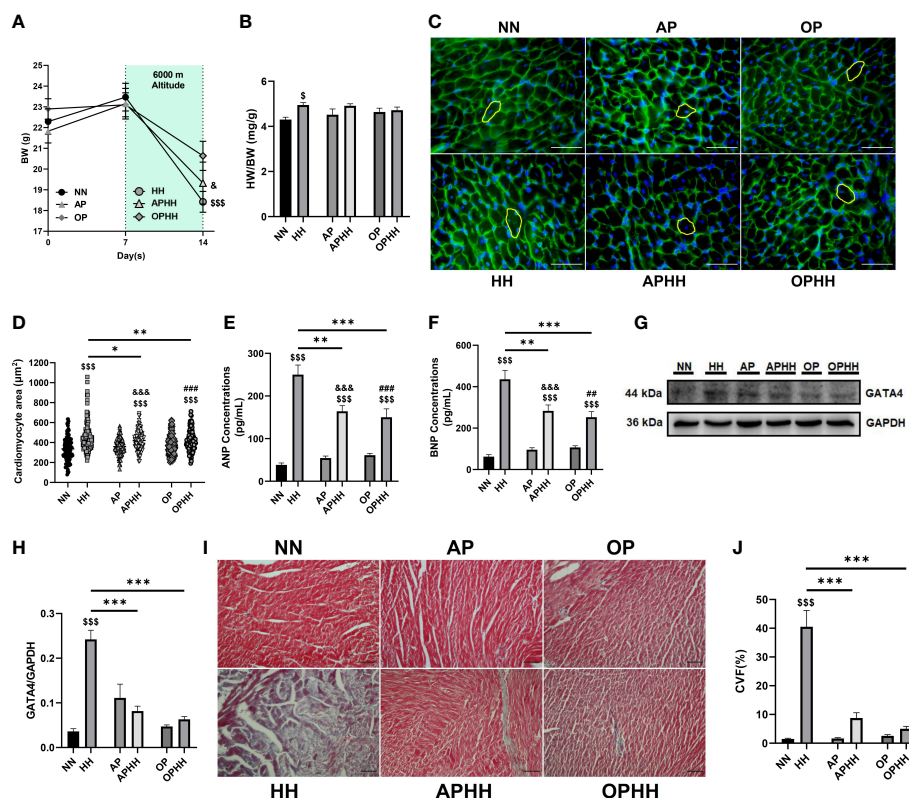 A
BW (g)
25
24
23
22
21
20
19
18
17
0
7
14
Day(s)
6000 m
Altitude
NN
AP
OP
HH
APHH
OPHH
&
$$$
B
HW/BW (mg/g)
6
4
2
0
$
NN
HH
AP
APHH
OP
OPHH
C
NN
AP
OP
HH
APHH
OPHH
D
Cardiomyocyte area (μm²)
1200
1000
800
600
400
200
0
**
*
$$$
&&&
$$$
###
$$$
NN
HH
AP
APHH
OP
OPHH
E
ANP Concentrations
(pg/mL)
300
200
100
0
***
**
$$$
&&&
$$$
###
$$$
NN
HH
AP
APHH
OP
OPHH
F
BNP Concentrations
(pg/mL)
600
400
200
0
***
**
$$$
&&&
$$$
##
$$$
NN
HH
AP
APHH
OP
OPHH
G
NN
HH
AP
APHH
OP
OPHH
44 kDa
GATA4
36 kDa
GAPDH
H
GATA4/GAPDH
0.3
0.2
0.1
0.0
***
***
$$$
NN
HH
AP
APHH
OP
OPHH
I
NN
AP
OP
HH
APHH
OPHH
J
CVF(%)
50
40
30
20
10
0
***
***
$$$
NN
HH
AP
APHH
OP
OPHH